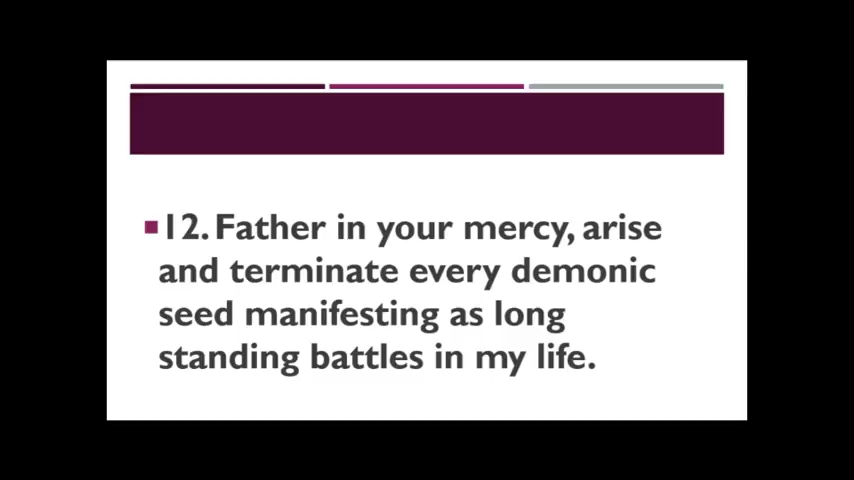 12. Father in your mercy, arise
and terminate every demonic
seed manifesting as long
standing battles in my life.